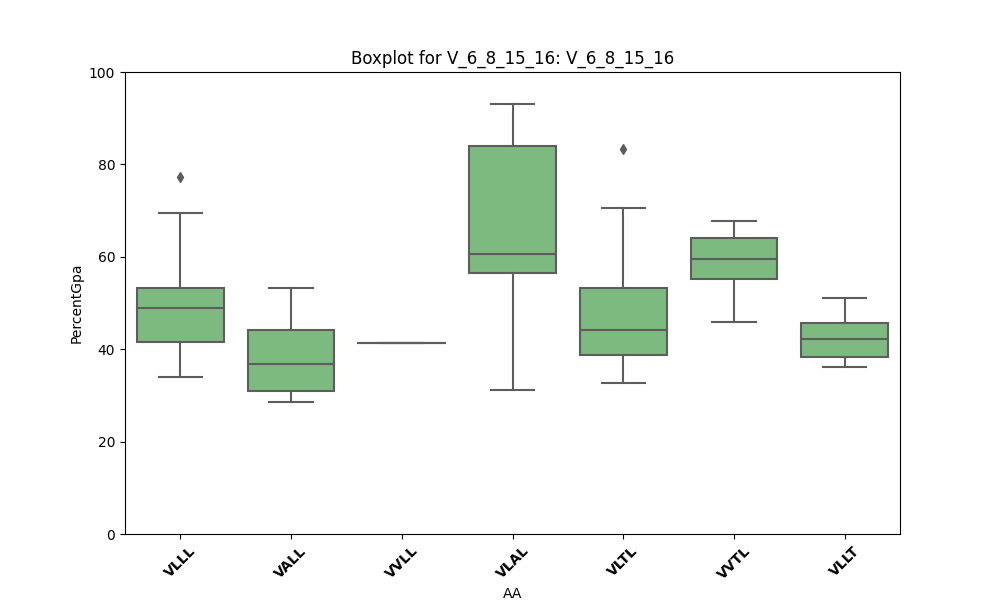 Boxplot for V_6_8_15_16: V_6_8_15_16
100
80
60
40
20
0
PercentGpa
VLLL
VALL
VVLL
VLAL
VLTL
VVTL
VLLT
AA